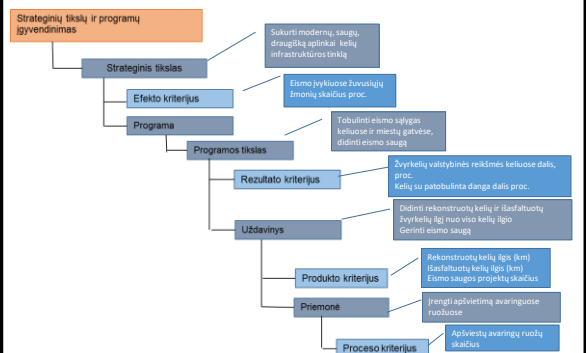 Strateginių tikslų ir programų
įgyvendinimas
Sukurti modernų, saugų,
draugišką aplinkai kelių
infrastruktūros tinklą
Strateginis tikslas
Efekto kriterijus
Eismo įvykiuose žuvusiųjų
žmonių skaičius proc.
Programa
Tobulinti eismo sąlygas
keliuose ir miestų gatvėse,
didinti eismo saugą
Programos tikslas
Žvyrkelių valstybinės reikšmės keliuose dalis,
proc.
Kelių su patobulinta danga dalis proc.
Rezultato kriterijus
Didinti rekonstruotų kelių ir išasfaltuotų
žvyrkelių ilgį nuo viso kelių ilgio
Gerinti eismo saugą
Uždavinys
Rekonstruotų kelių ilgis (km)
Išasfaltuotų kelių ilgis (km)
Eismo saugos projektų skaičius
Produkto kriterijus
Priemonė
Įrengti apšvietimą avaringuose
ruožuose
Apšviestų avaringų ruožų
skaičius
Proceso kriterijus